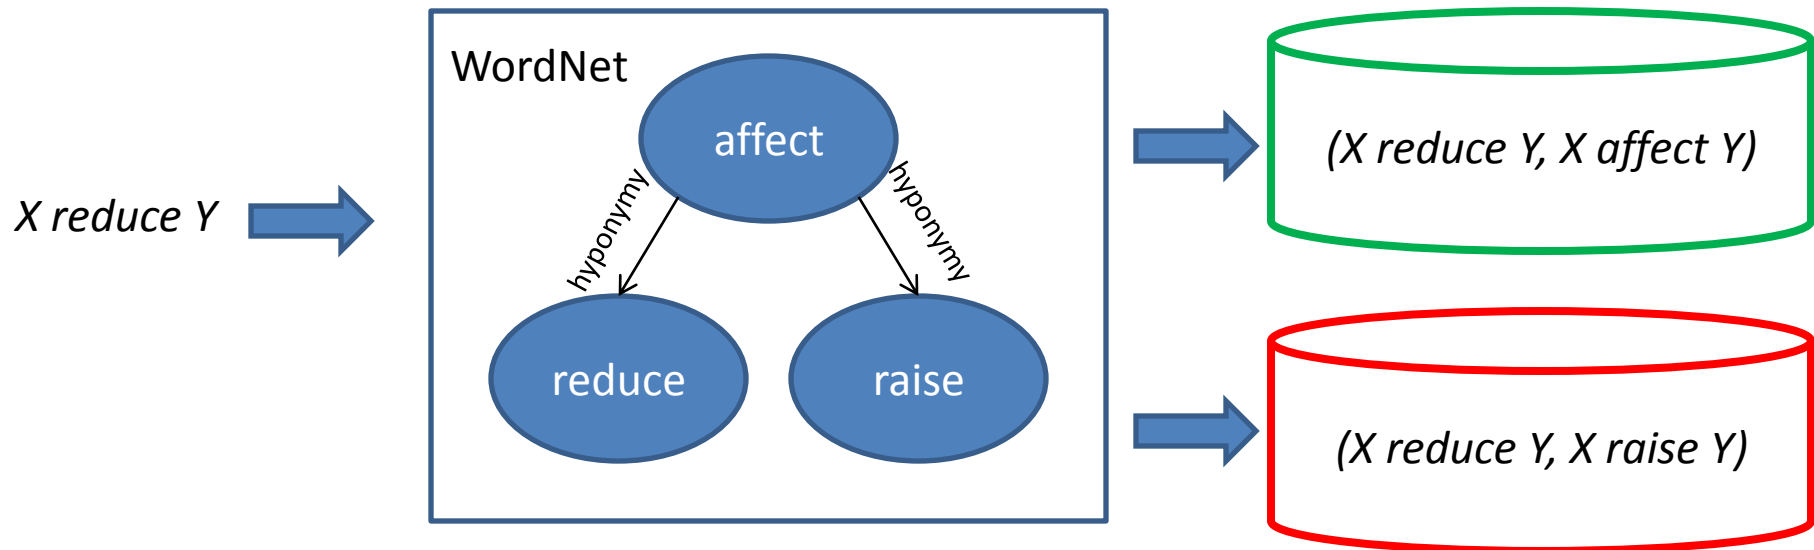 X reduce Y
WordNet
affect
hyponymy
hyponymy
reduce
raise
(X reduce Y, X affect Y)
(X reduce Y, X raise Y)